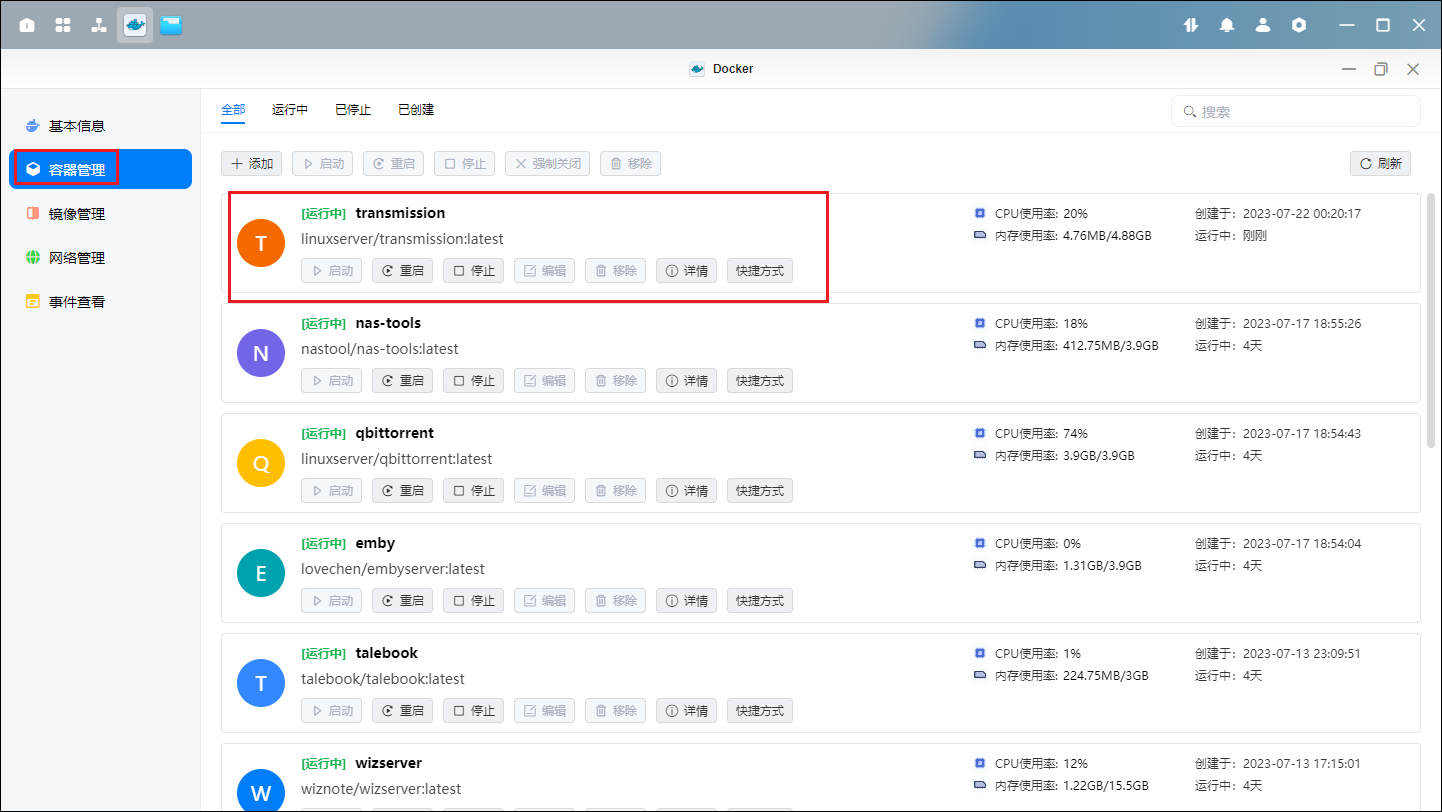 Docker
基本信息
容器管理
镜像管理
网络管理
事件查看
全部 运行中 已停止 已创建
搜索
添加 启动 重启 停止 强制关闭 移除 刷新
T
[运行中] transmission
linuxserver/transmission:latest
启动 重启 停止 编辑 移除 详情 快捷方式
CPU使用率: 20%
内存使用率: 4.76MB/4.88GB
创建于: 2023-07-22 00:20:17
运行中: 刚刚
N
[运行中] nas-tools
nastool/nas-tools:latest
启动 重启 停止 编辑 移除 详情 快捷方式
CPU使用率: 18%
内存使用率: 412.75MB/3.9GB
创建于: 2023-07-17 18:55:26
运行中: 4天
Q
[运行中] qbittorrent
linuxserver/qbittorrent:latest
启动 重启 停止 编辑 移除 详情 快捷方式
CPU使用率: 74%
内存使用率: 3.9GB/3.9GB
创建于: 2023-07-17 18:54:43
运行中: 4天
E
[运行中] emby
lovechen/embyserver:latest
启动 重启 停止 编辑 移除 详情 快捷方式
CPU使用率: 0%
内存使用率: 1.31GB/3.9GB
创建于: 2023-07-17 18:54:04
运行中: 4天
T
[运行中] talebook
talebook/talebook:latest
启动 重启 停止 编辑 移除 详情 快捷方式
CPU使用率: 1%
内存使用率: 224.75MB/3GB
创建于: 2023-07-13 23:09:51
运行中: 4天
W
[运行中] wizserver
wiznote/wizserver:latest
CPU使用率: 12%
内存使用率: 1.22GB/15.5GB
创建于: 2023-07-13 17:15:01
运行中: 4天